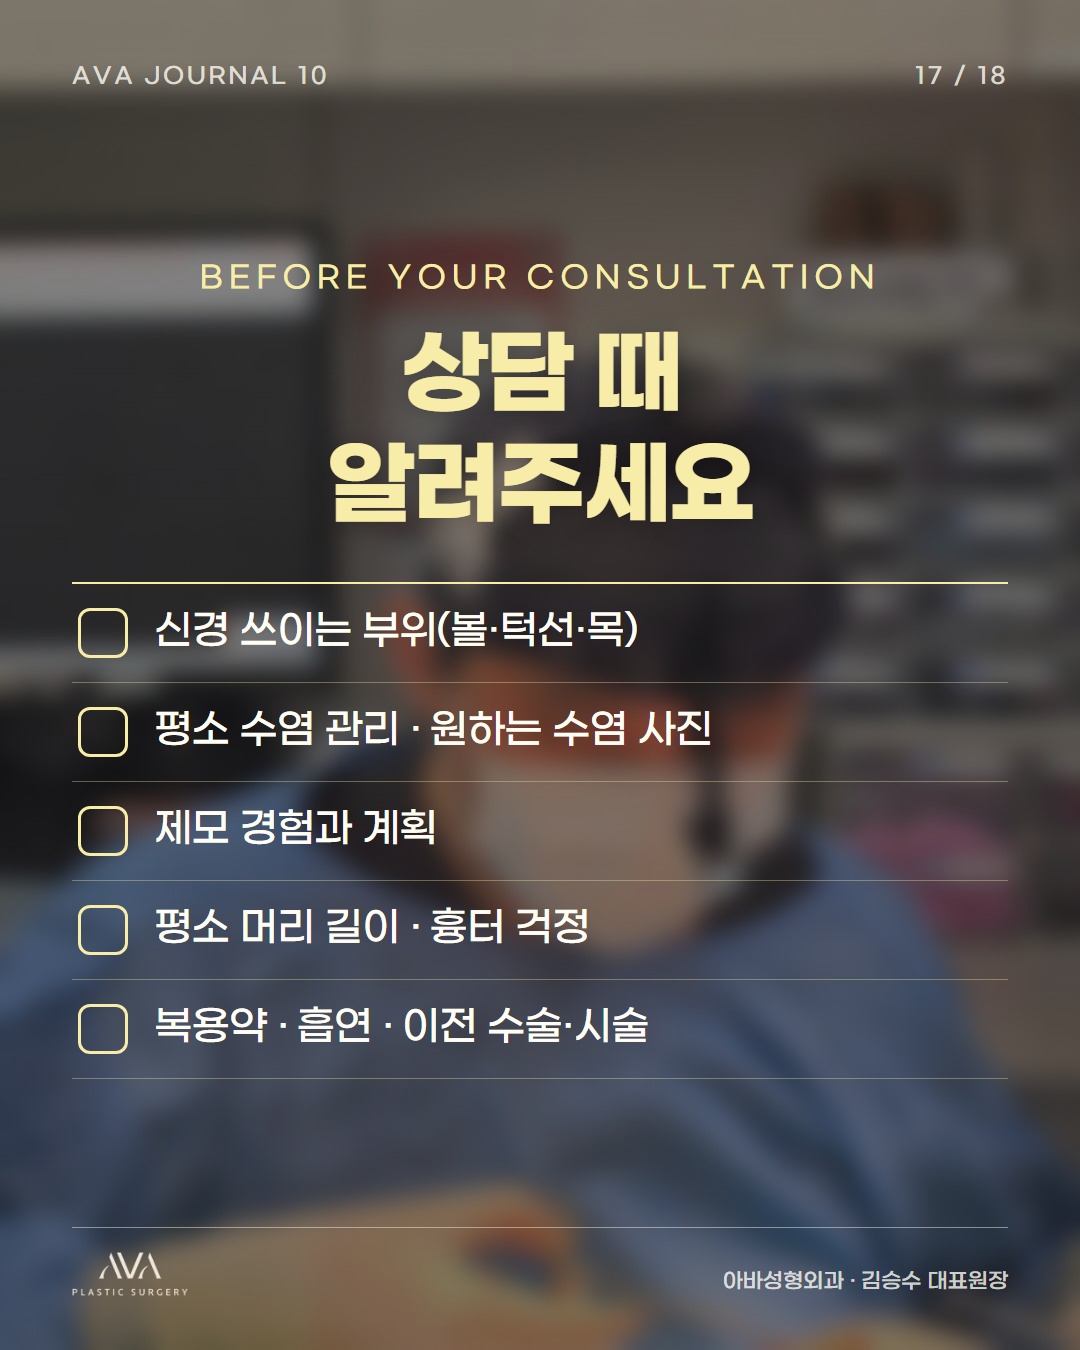 AVA JOURNAL 10
17 / 18
BEFORE YOUR CONSULTATION
상담 때
알려주세요
신경 쓰이는 부위(볼·턱선·목)
평소 수염 관리 · 원하는 수염 사진
제모 경험과 계획
평소 머리 길이 · 흉터 걱정
복용약 · 흡연 · 이전 수술·시술
AVA
PLASTIC SURGERY
아바성형외과 · 김승수 대표원장